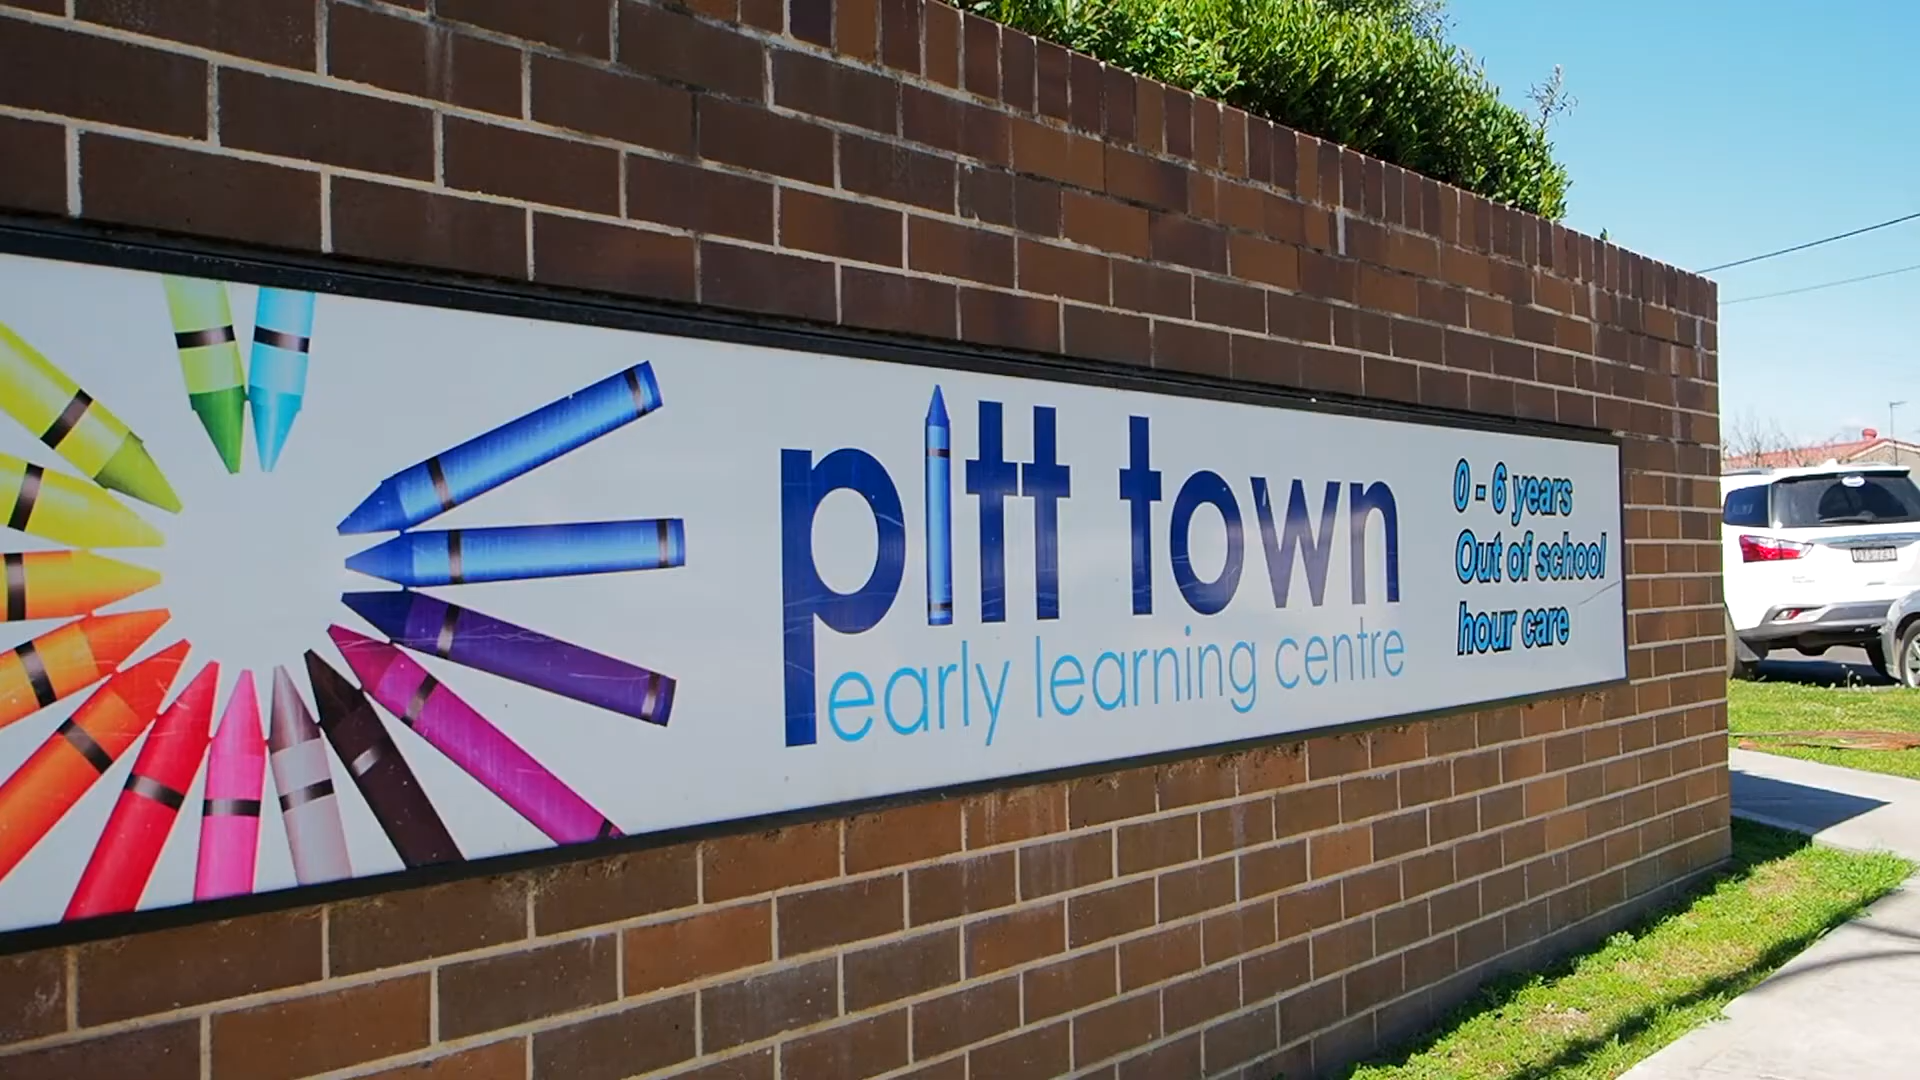 pitt town
early learning centre
0 - 6 years
Out of school
hour care